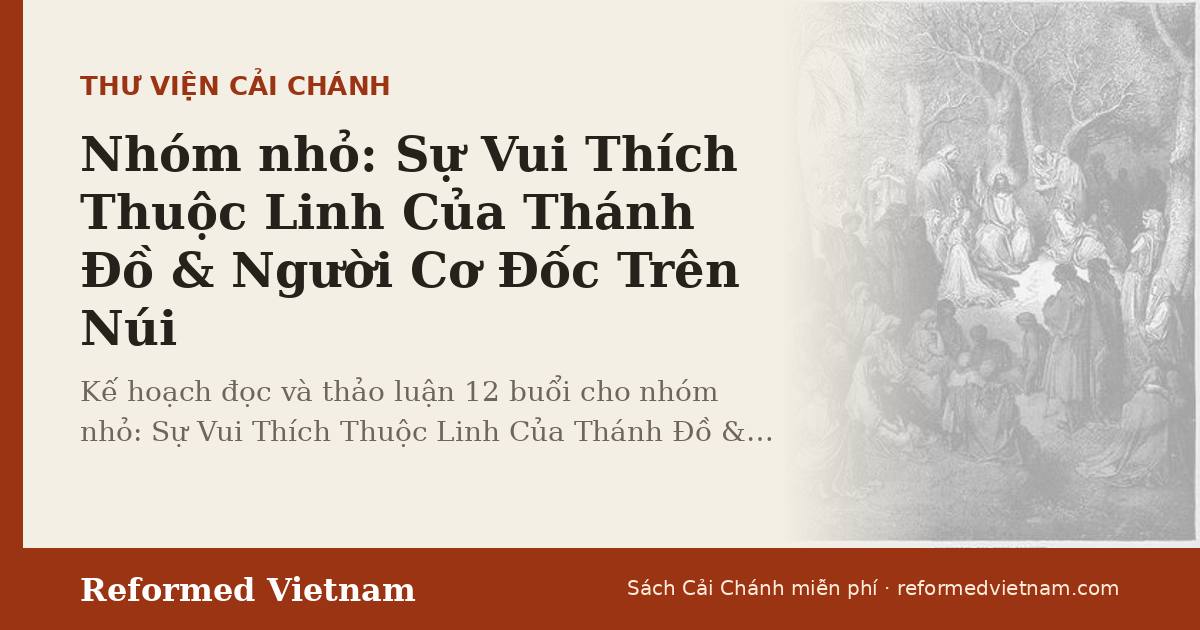 THƯ VIỆN CẢI CHÁNH
Nhóm nhỏ: Sự Vui Thích
Thuộc Linh Của Thánh
Đồ & Người Cơ Đốc Trên
Núi
Kế hoạch đọc và thảo luận 12 buổi cho nhóm
nhỏ: Sự Vui Thích Thuộc Linh Của Thánh Đồ &...
Reformed Vietnam
Sách Cải Chánh miễn phí · reformedvietnam.com